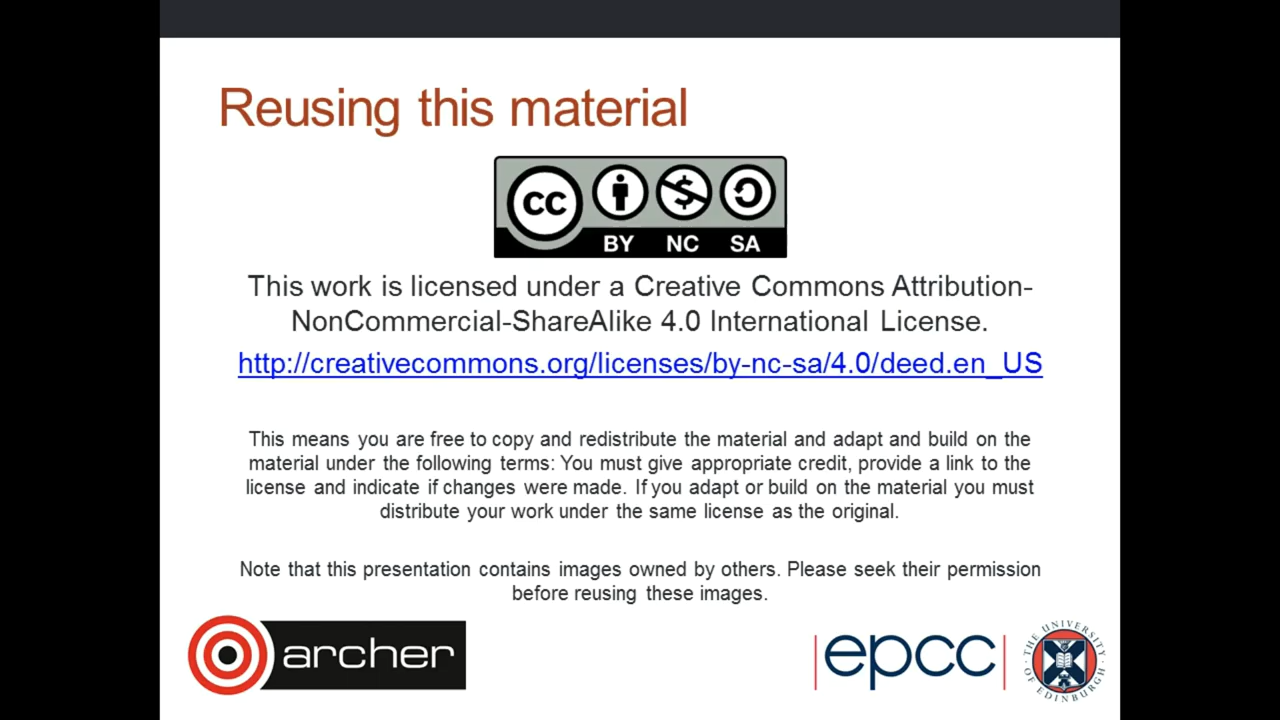 Reusing this material
cc
BY NC SA
This work is licensed under a Creative Commons Attribution-
NonCommercial-ShareAlike 4.0 International License.
http://creativecommons.org/licenses/by-nc-sa/4.0/deed.en_US
This means you are free to copy and redistribute the material and adapt and build on the
material under the following terms: You must give appropriate credit, provide a link to the
license and indicate if changes were made. If you adapt or build on the material you must
distribute your work under the same license as the original.
Note that this presentation contains images owned by others. Please seek their permission
before reusing these images.
archer
epcc
THE UNIVERSITY
OF EDINBURGH